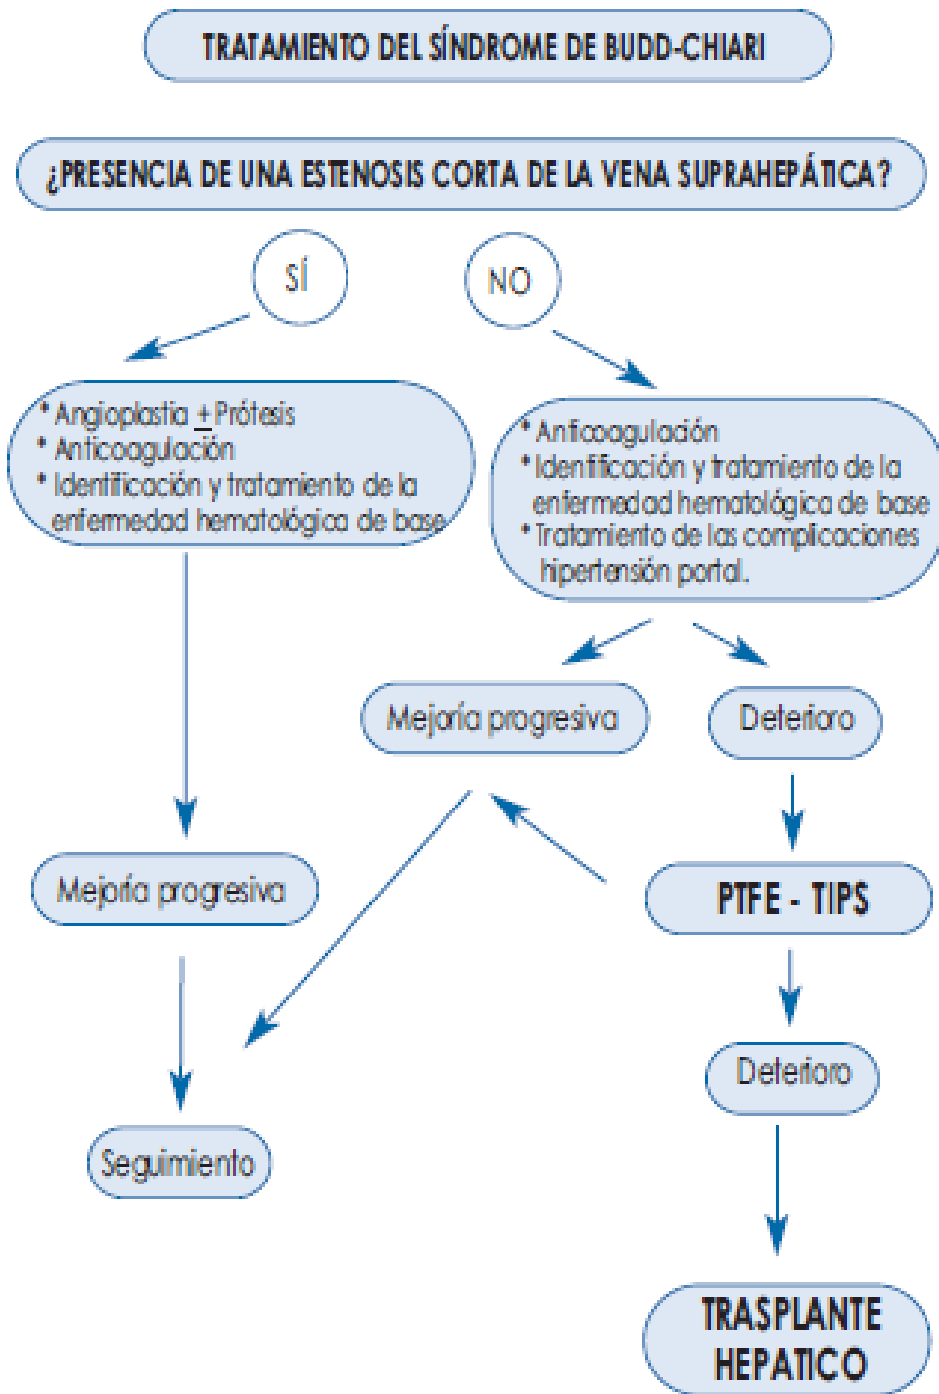 TRATAMIENTO DEL SÍNDROME DE BUDD-CHIARI
¿PRESENCIA DE UNA ESTENOSIS CORTA DE LA VENA SUPRAHEPÁTICA?
SÍ
NO
* Angioplastia ± Prótesis
* Anticoagulación
* Identificación y tratamiento de la
enfermedad hematológica de base
* Anticoagulación
* Identificación y tratamiento de la
enfermedad hematológica de base
* Tratamiento de las complicaciones
hipertensión portal.
Mejoría progresiva
Deterioro
Mejoría progresiva
PTFE - TIPS
Deterioro
Seguimiento
TRASPLANTE
HEPATICO